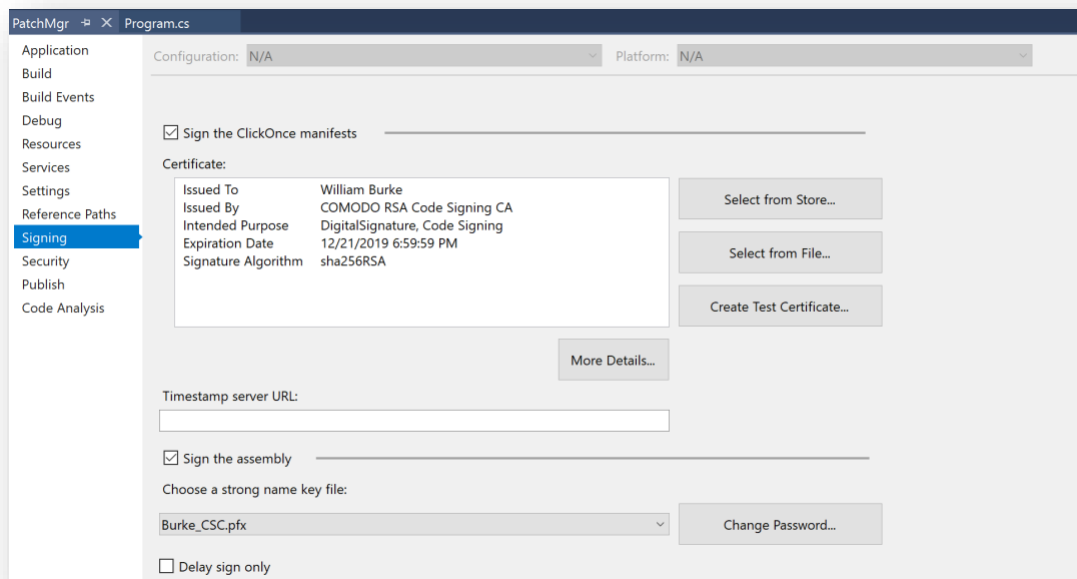 PatchMgr Program.cs
Application
Build
Build Events
Debug
Resources
Services
Settings
Reference Paths
Signing
Security
Publish
Code Analysis
Configuration: N/A Platform: N/A
Sign the ClickOnce manifests
Certificate:
Issued To William Burke
Issued By COMODO RSA Code Signing CA
Intended Purpose DigitalSignature, Code Signing
Expiration Date 12/21/2019 6:59:59 PM
Signature Algorithm sha256RSA
Select from Store...
Select from File...
Create Test Certificate...
More Details...
Timestamp server URL:
Sign the assembly
Choose a strong name key file:
Burke_CSC.pfx
Change Password...
Delay sign only